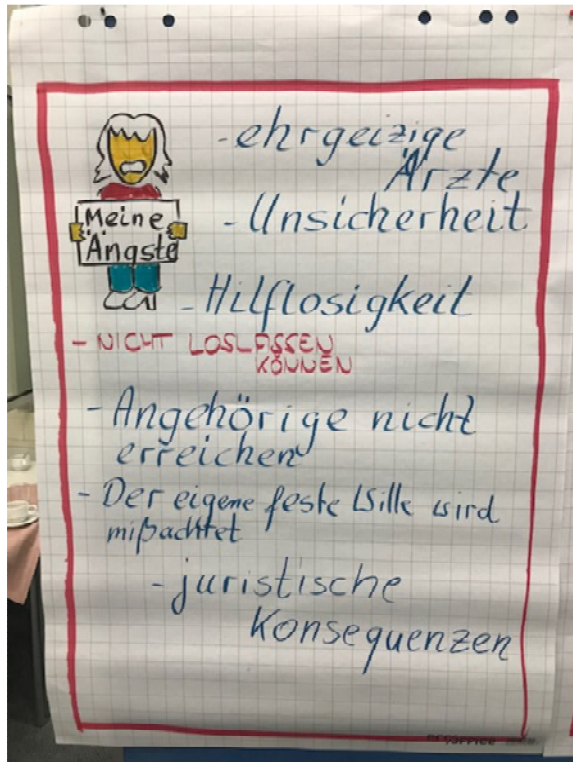 Meine
Ängste
- ehrgeizige
Ärzte
- Unsicherheit
- Hilflosigkeit
- NICHT LOSLASSEN
KÖNNEN
- Angehörige nicht
erreichen
- Der eigene feste Wille wird
mißachtet
- juristische
Konsequenzen